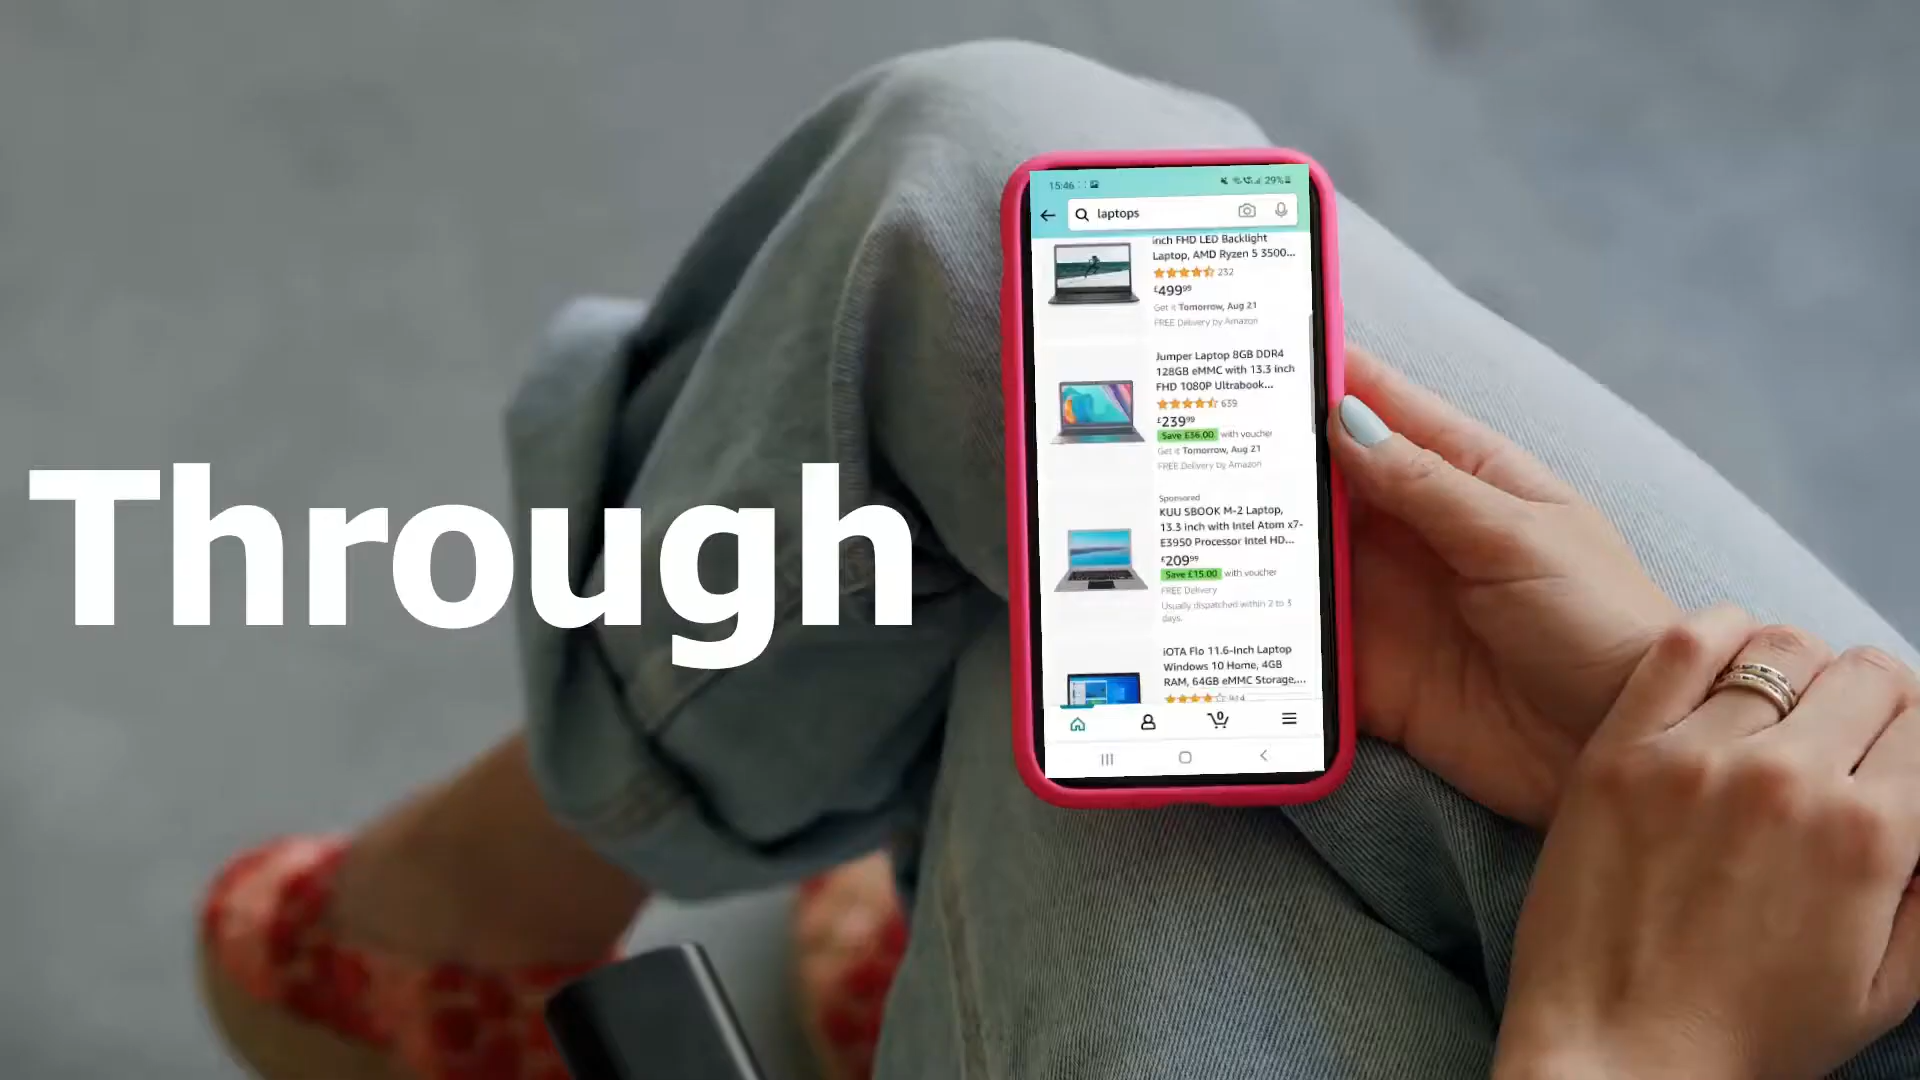 Through
15:46
29%
laptops
inch FHD LED Backlight
Laptop, AMD Ryzen 5 3500...
232
£499.99
Get it Tomorrow, Aug 21
FREE Delivery by Amazon
Jumper Laptop 8GB DDR4
128GB eMMC with 13.3 inch
FHD 1080P Ultrabook...
639
£239.99
Save £36.00 with voucher
Get it Tomorrow, Aug 21
FREE Delivery by Amazon
Sponsored
KUU SBOOK M-2 Laptop,
13.3 inch with Intel Atom x7-
E3950 Processor Intel HD...
£209.99
Save £15.00 with voucher
FREE Delivery
Usually dispatched within 2 to 3
days.
iOTA Flo 11.6-Inch Laptop
Windows 10 Home, 4GB
RAM, 64GB eMMC Storage,...
914
0